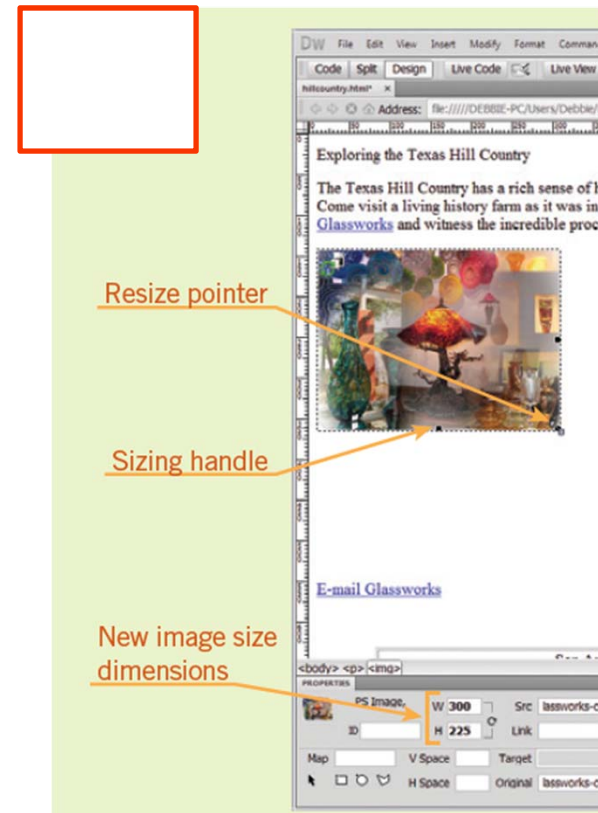 Dw File Edit View Insert Modify Format
Code Split Design Live Code Live View
hillcountry.html* ×
Address: file://///DEBBIE-PC/Users/Debbie/
Exploring the Texas Hill Country
The Texas Hill Country has a rich sense of
Come visit a living history farm as it was in
Glassworks and witness the incredible
Resize pointer
Sizing handle
E-mail Glassworks
New image size
dimensions
<body> <p> <img>
PROPERTIES
PS Image,
W 300
Src
ID
H 225
Link
Map
V Space
Target
H Space
Original